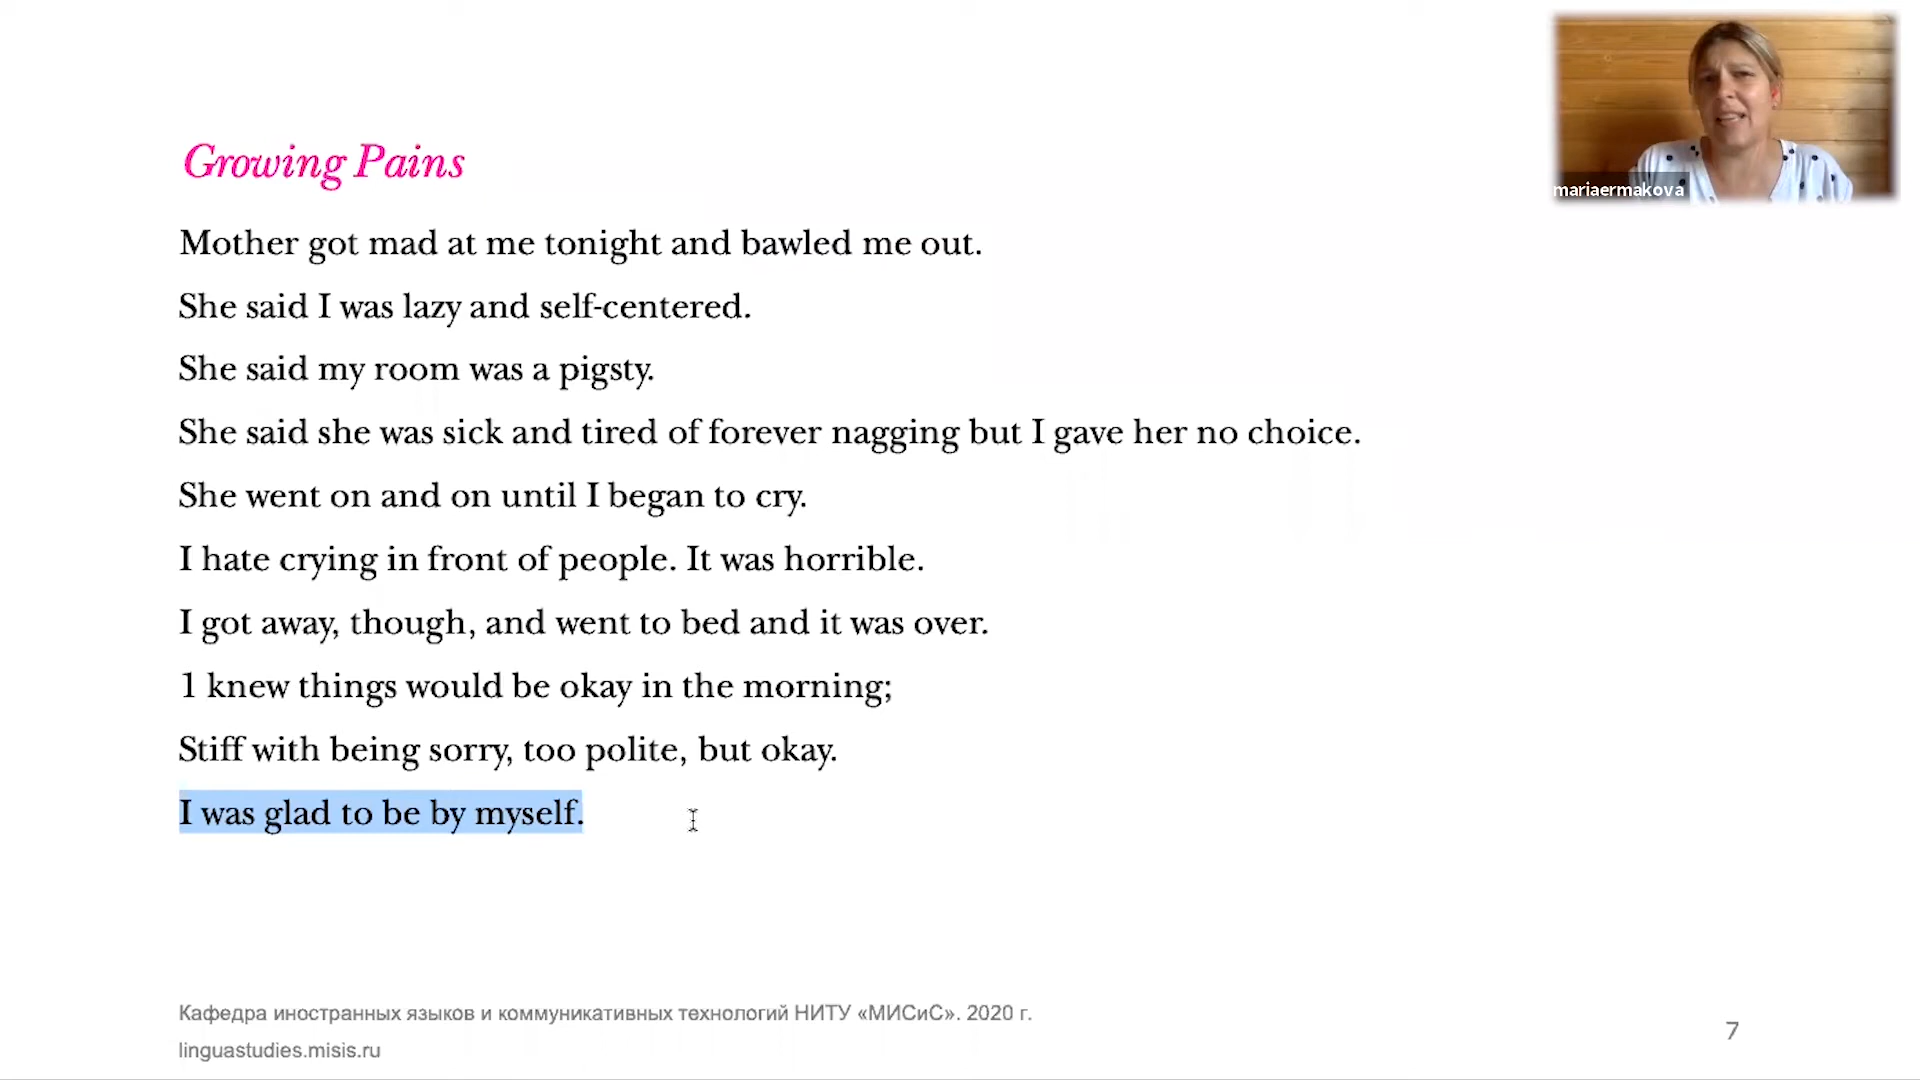 mariaermakova
Growing Pains
Mother got mad at me tonight and bawled me out.
She said I was lazy and self-centered.
She said my room was a pigsty.
She said she was sick and tired of forever nagging but I gave her no choice.
She went on and on until I began to cry.
I hate crying in front of people. It was horrible.
I got away, though, and went to bed and it was over.
1 knew things would be okay in the morning;
Stiff with being sorry, too polite, but okay.
I was glad to be by myself.
Кафедра иностранных языков и коммуникативных технологий НИТУ «МИСиС». 2020 г.
linguastudies.misis.ru
7